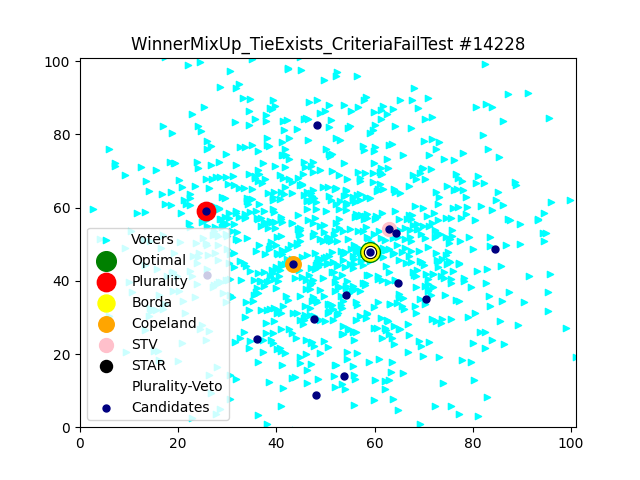 WinnerMixUp_TieExists_CriteriaFailTest #14228
100
80
60
40
20
0
Voters
Optimal
Plurality
Borda
Copeland
STV
STAR
Plurality-Veto
Candidates
0 20 40 60 80 100